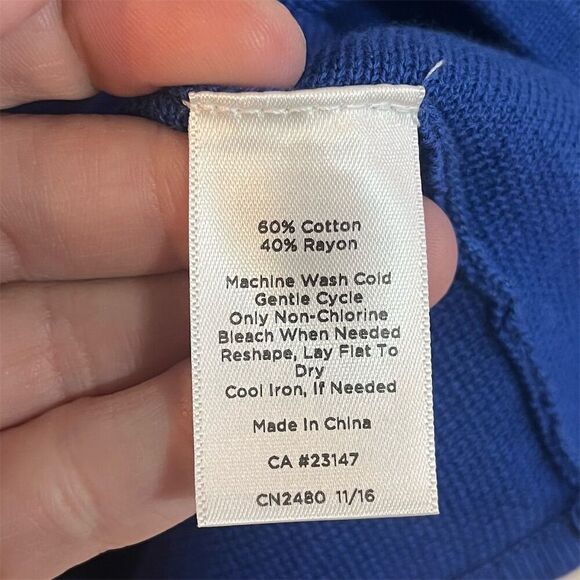 60% Cotton
40% Rayon
Machine Wash Cold
Gentle Cycle
Only Non-Chlorine
Bleach When Needed
Reshape, Lay Flat To
Dry
Cool Iron, If Needed
Made In China
CA #23147
CN2480 11/16